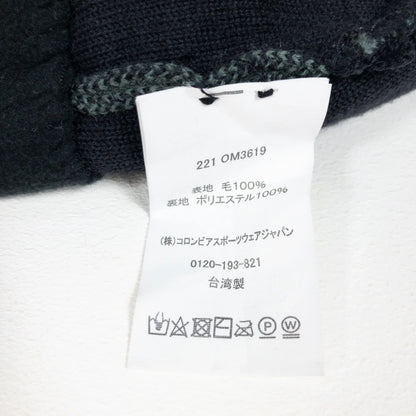 221 OM3619
表地 毛100%
裏地 ポリエステル100%
(株)コロンビアスポーツウェアジャパン
0120-193-821
台湾製
P W